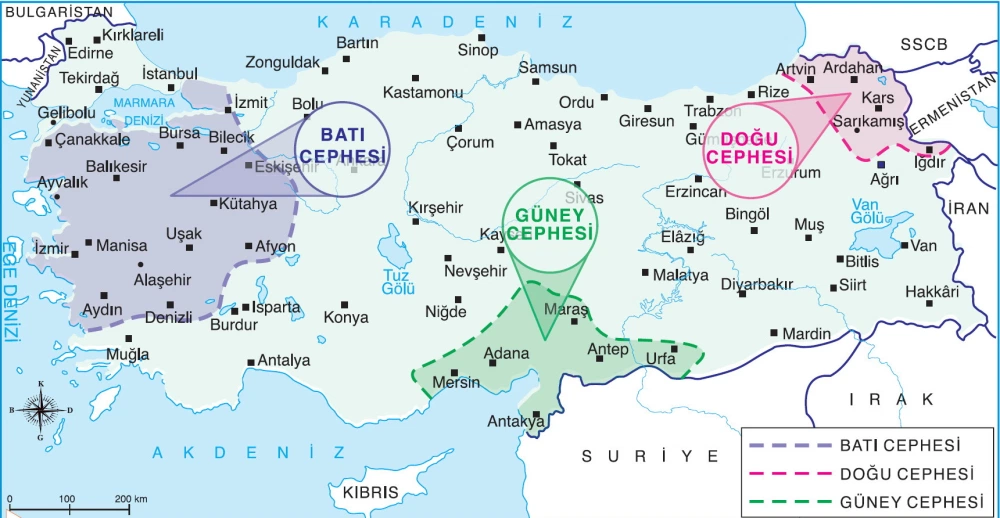 BULGARİSTAN
KARADENİZ
YUNANİSTAN
Kırklareli
Edirne
Tekirdağ
İstanbul
Zonguldak
Bartın
Sinop
Kastamonu
Samsun
SSCB
Artvin
Ardahan
Gelibolu
MARMARA
DENİZİ
İzmit
Bolu
Ordu
Giresun
Trabzon
Rize
Kars
Sarıkamış
ERMENİSTAN
Çanakkale
Bursa
Bilecik
BATI
CEPHESİ
Çorum
Amasya
Tokat
DOĞU
CEPHESİ
Iğdır
Balıkesir
Eskişehir
Erzurum
Ağrı
Ayvalık
Kütahya
Kırşehir
Sivas
GÜNEY
CEPHESİ
Erzincan
Bingöl
Muş
Van
Gölü
İRAN
EGE DENİZİ
İzmir
Manisa
Uşak
Afyon
Elâzığ
Van
Alaşehir
Tuz
Gölü
Nevşehir
Malatya
Diyarbakır
Bitlis
Siirt
Hakkâri
Aydın
Denizli
Burdur
Isparta
Konya
Niğde
Maraş
Mardin
Muğla
Antalya
Mersin
Adana
Antep
Urfa
Antakya
K
B
D
G
AKDENİZ
SURİYE
IRAK
KIBRIS
0 100 200 km
BATI CEPHESİ
DOĞU CEPHESİ
GÜNEY CEPHESİ